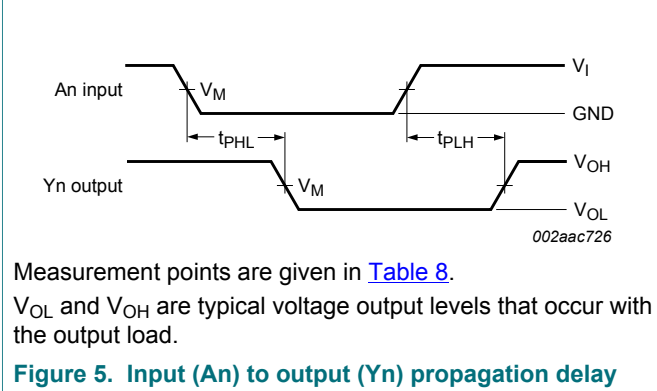 V_I
An input
V_M
GND
t_PHL
t_PLH
V_OH
Yn output
V_M
V_OL
002aac726
Measurement points are given in Table 8.
V_OL and V_OH are typical voltage output levels that occur with
the output load.
Figure 5. Input (An) to output (Yn) propagation delay